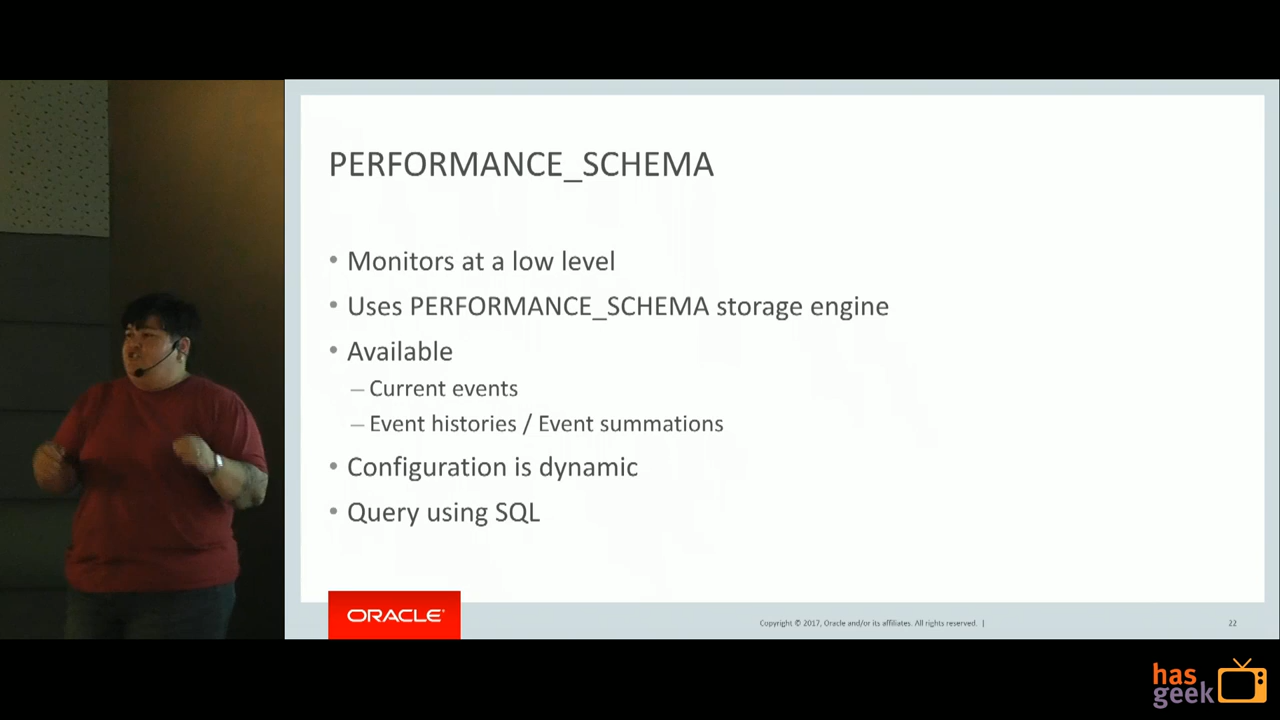 PERFORMANCE_SCHEMA
• Monitors at a low level
• Uses PERFORMANCE_SCHEMA storage engine
• Available
– Current events
– Event histories / Event summations
• Configuration is dynamic
• Query using SQL
ORACLE
Copyright © 2017, Oracle and/or its affiliates. All rights reserved. |
22
has
geek